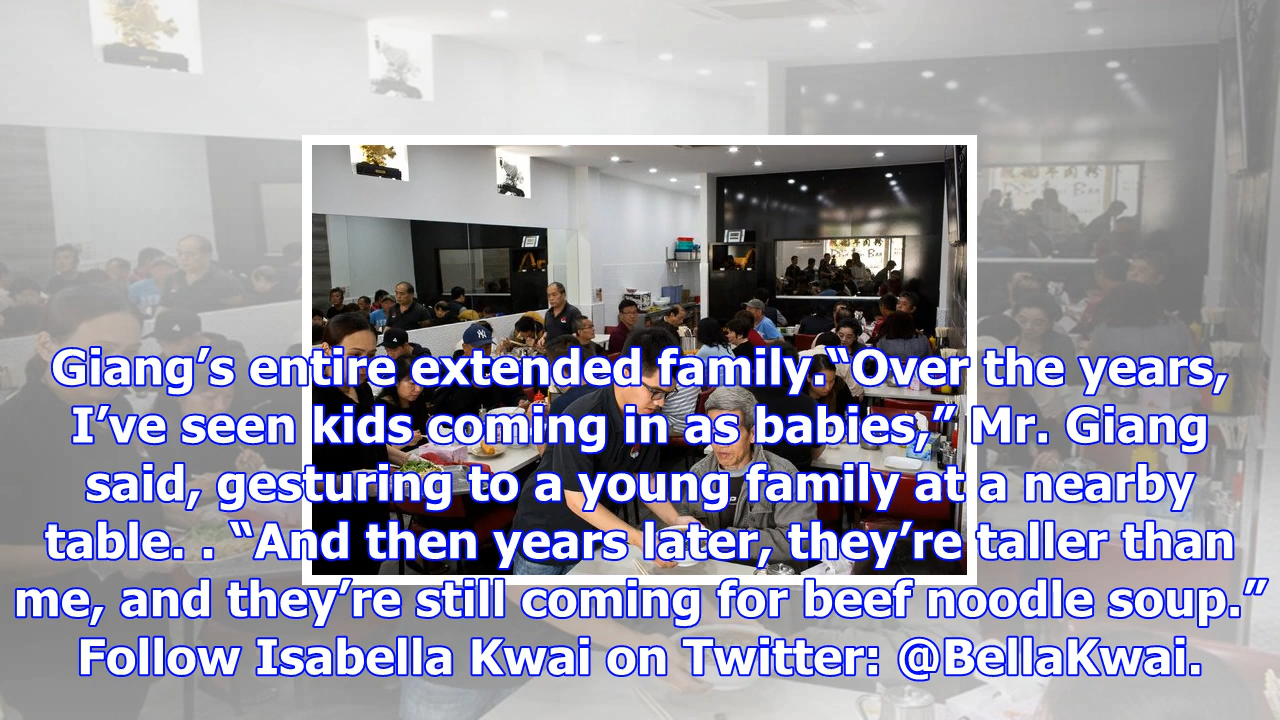 Giang’s entire extended family.“Over the years,
I’ve seen kids coming in as babies,” Mr. Giang
said, gesturing to a young family at a nearby
table. . “And then years later, they’re taller than
me, and they’re still coming for beef noodle soup.”
Follow Isabella Kwai on Twitter: @BellaKwai.